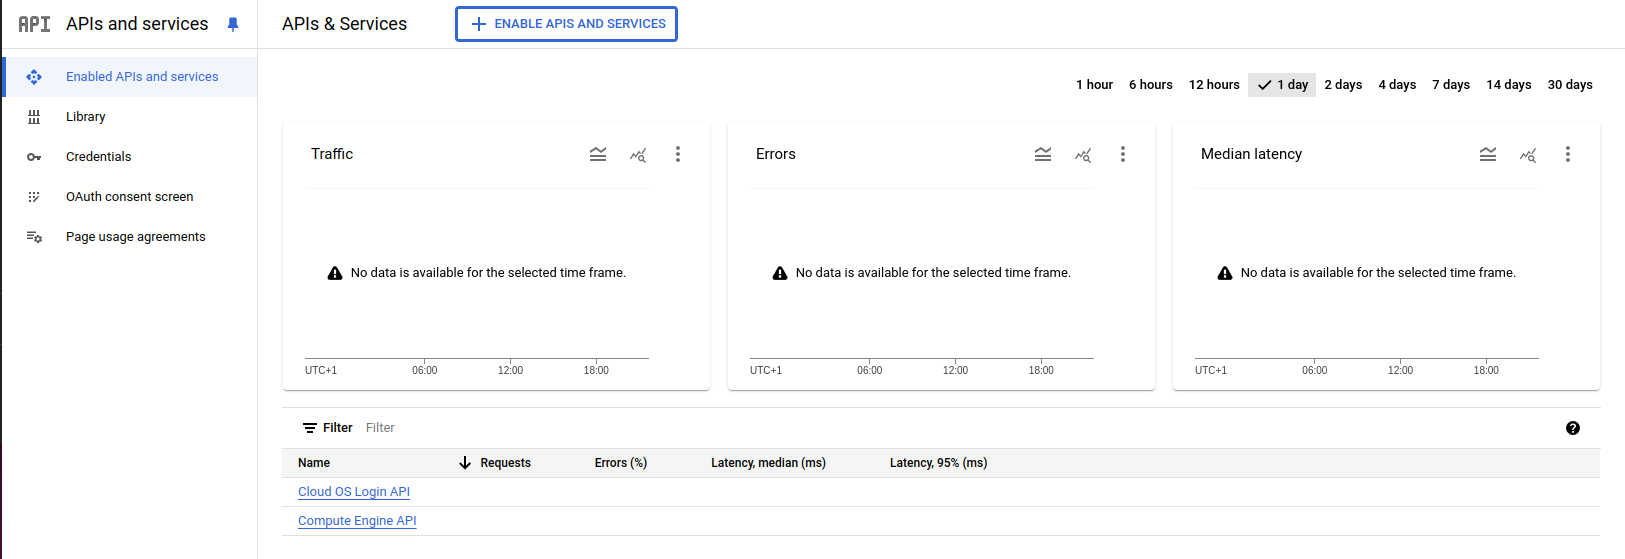 API APIs and services
Enabled APIs and services
Library
Credentials
OAuth consent screen
Page usage agreements
APIs & Services ENABLE APIS AND SERVICES
1 hour 6 hours 12 hours 1 day 2 days 4 days 7 days 14 days 30 days
Traffic
No data is available for the selected time frame.
UTC+1 06:00 12:00 18:00
Errors
No data is available for the selected time frame.
UTC+1 06:00 12:00 18:00
Median latency
No data is available for the selected time frame.
UTC+1 06:00 12:00 18:00
Filter Filter
Name Requests Errors (%) Latency, median (ms) Latency, 95% (ms)
Cloud OS Login API
Compute Engine API